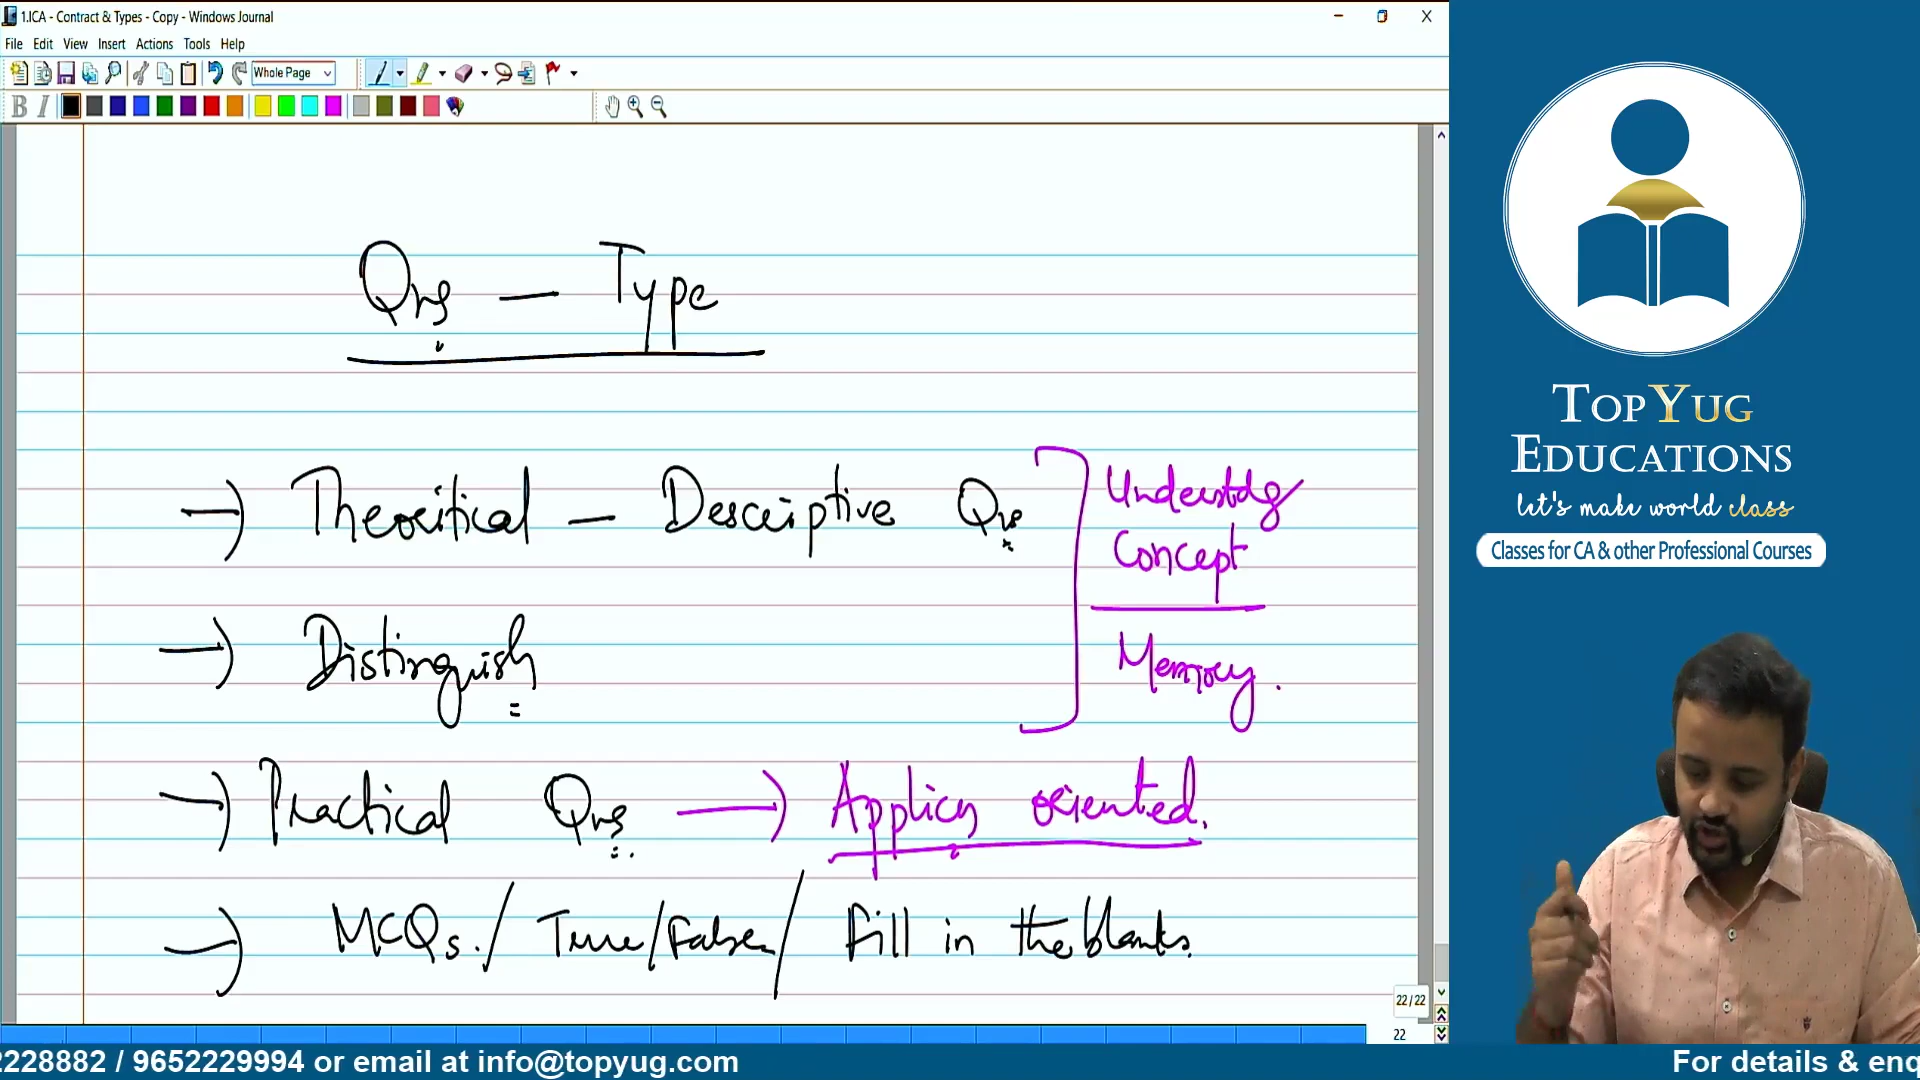 1.ICA - Contract & Types - Copy - Windows Journal
File Edit View Insert Actions Tools Help
Whole Page
B I
Qns — Type
→ Theoritical — Descriptive Qns
Understdg
Concept
Memory.
→ Distinguish
→ Practical Qns → Applicn oriented.
→ MCQs. / True/False / Fill in the blanks.
22/22
22
TOPYUG
EDUCATIONS
let's make world class
Classes for CA & other Professional Courses
2228882 / 9652229994 or email at info@topyug.com
For details & enq